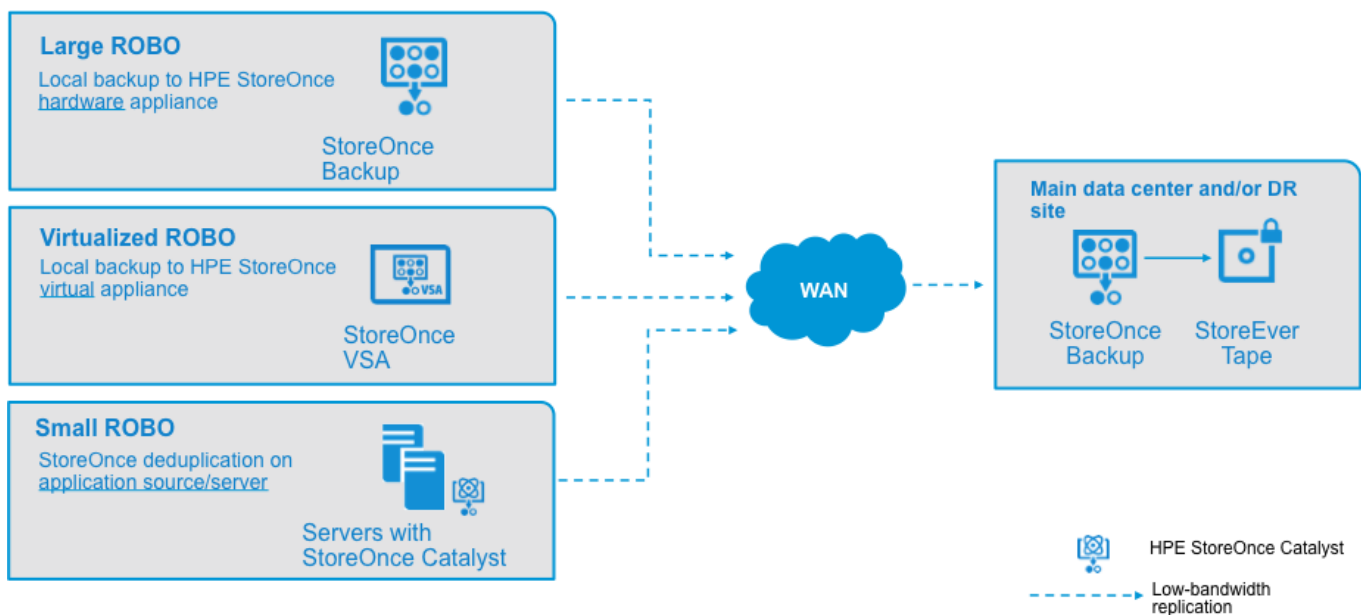 Large ROBO
Local backup to HPE StoreOnce
hardware appliance
StoreOnce
Backup
Virtualized ROBO
Local backup to HPE StoreOnce
virtual appliance
VSA
StoreOnce
VSA
Small ROBO
StoreOnce deduplication on
application source/server
Servers with
StoreOnce Catalyst
WAN
Main data center and/or DR
site
StoreOnce
Backup
StoreEver
Tape
HPE StoreOnce Catalyst
Low-bandwidth
replication